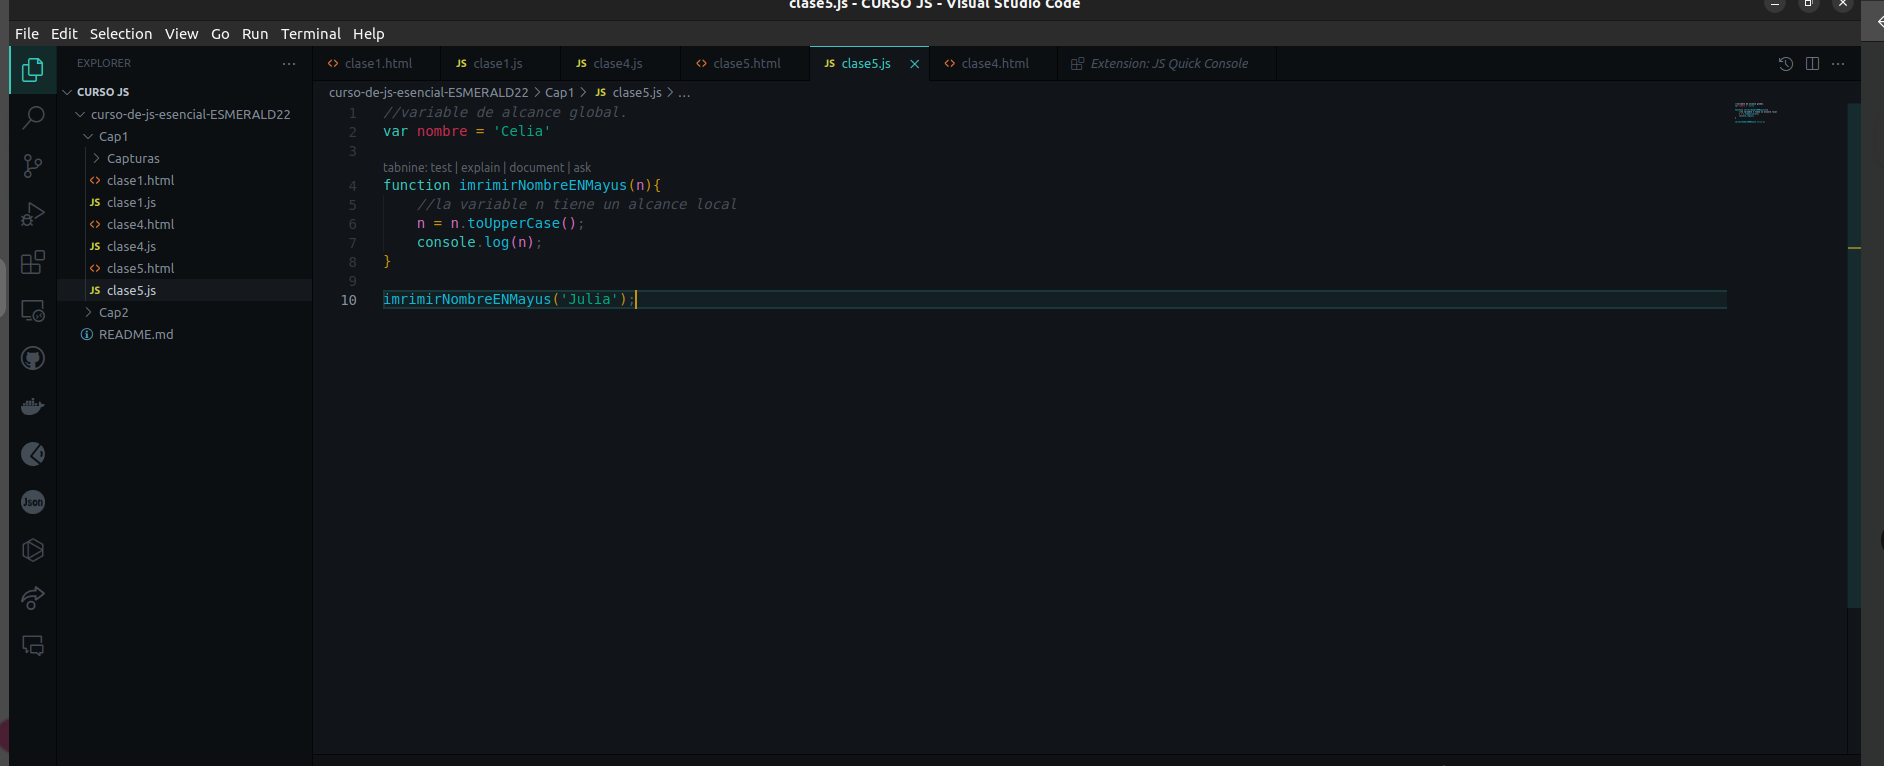 clase5.js - CURSO JS - Visual Studio Code
File Edit Selection View Go Run Terminal Help
EXPLORER ...
clase1.html JS clase1.js JS clase4.js clase5.html JS clase5.js clase4.html Extension: JS Quick Console
CURSO JS
curso-de-js-esencial-ESMERALD22
Cap1
Capturas
clase1.html
JS clase1.js
clase4.html
JS clase4.js
clase5.html
JS clase5.js
Cap2
README.md
Json
curso-de-js-esencial-ESMERALD22 > Cap1 > JS clase5.js > ...
1 //variable de alcance global.
2 var nombre = 'Celia'
3
tabnine: test | explain | document | ask
4 function imrimirNombreENMayus(n){
5 //la variable n tiene un alcance local
6 n = n.toUpperCase();
7 console.log(n);
8 }
9
10 imrimirNombreENMayus('Julia');